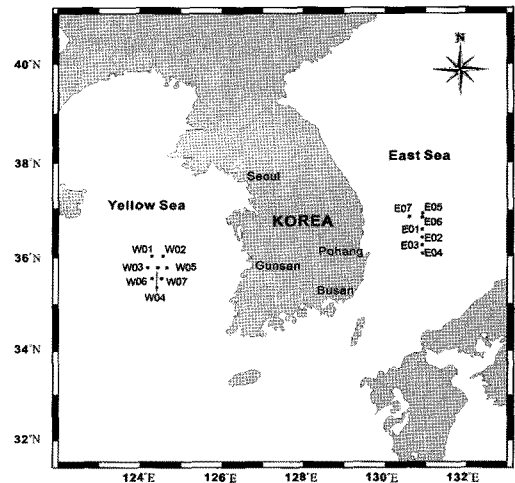 N
40°N
38°N
36°N
34°N
32°N
East Sea
Seoul
Yellow Sea
KOREA
E07
E05
E06
E01
E02
E03
E04
W01
W02
W03
W05
W06
W07
W04
Pohang
Gunsan
Busan
124°E
126°E
128°E
130°E
132°E